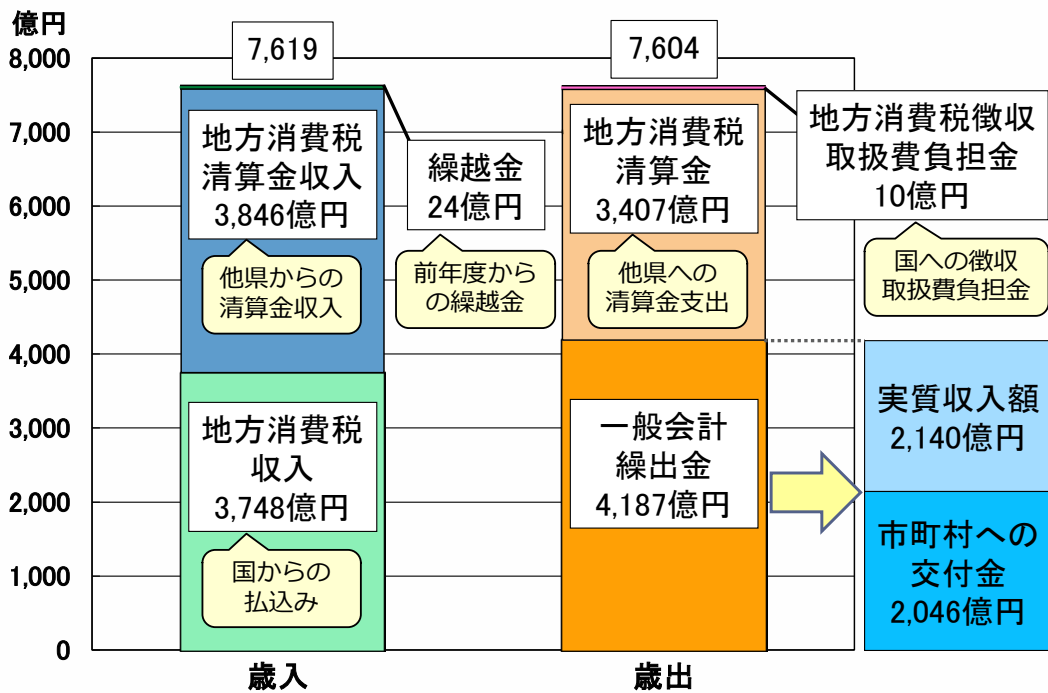 億円
8,000
7,000
6,000
5,000
4,000
3,000
2,000
1,000
0
7,619
地方消費税
清算金収入
3,846億円
他県からの
清算金収入
地方消費税
収入
3,748億円
国からの
払込み
歳入
繰越金
24億円
前年度から
の繰越金
7,604
地方消費税
清算金
3,407億円
他県への
清算金支出
一般会計
繰出金
4,187億円
歳出
地方消費税徴収
取扱費負担金
10億円
国への徴収
取扱費負担金
実質収入額
2,140億円
市町村への
交付金
2,046億円